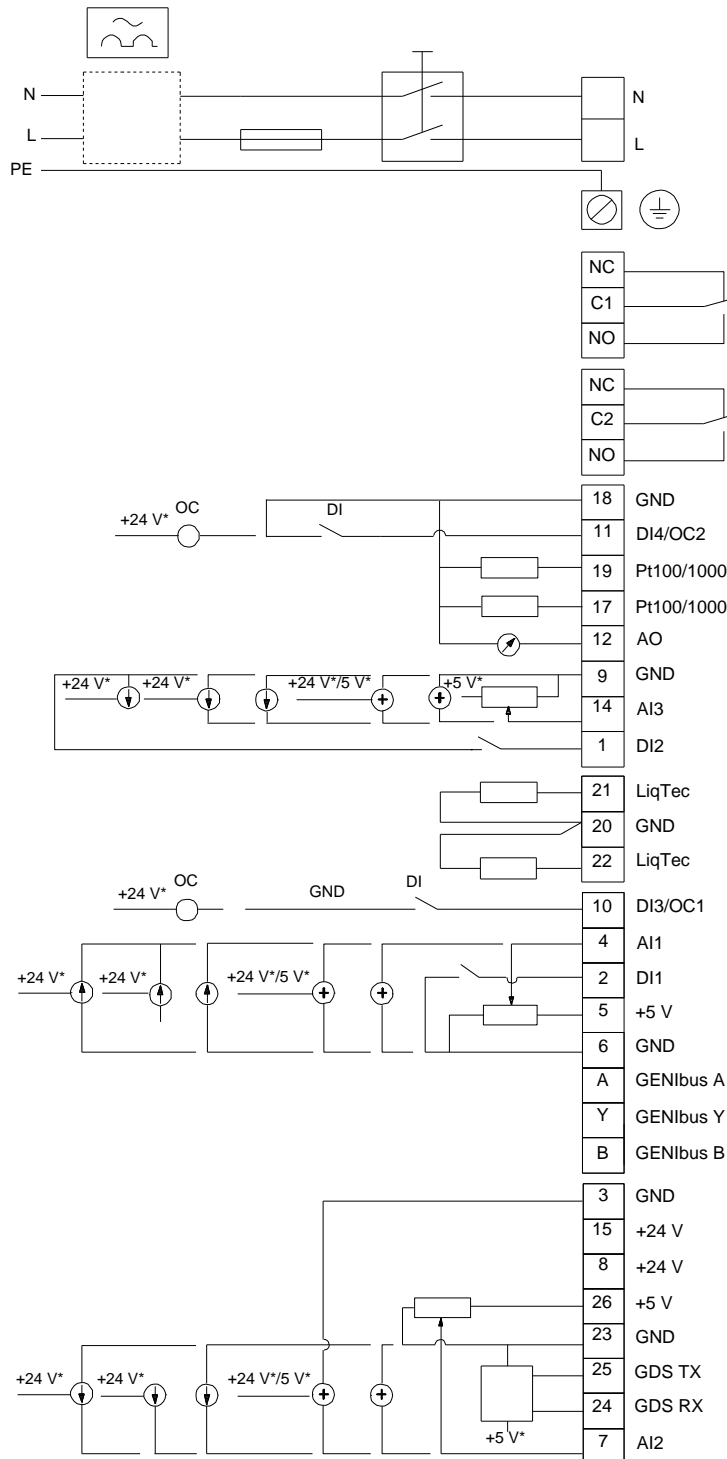 N N
L L
PE
NC
C1
NO
NC
C2
NO
18 GND
+24 V* OC DI 11 DI4/OC2
19 Pt100/1000
17 Pt100/1000
12 AO
+24 V* +24 V* +24 V*/5 V* +5 V* 9 GND
14 AI3
1 DI2
21 LiqTec
20 GND
22 LiqTec
+24 V* OC GND DI 10 DI3/OC1
4 AI1
+24 V* +24 V* +24 V*/5 V* 2 DI1
5 +5 V
6 GND
A GENIbus A
Y GENIbus Y
B GENIbus B
3 GND
15 +24 V
8 +24 V
26 +5 V
23 GND
+24 V* +24 V* +24 V*/5 V* 25 GDS TX
24 GDS RX
+5 V* 7 AI2